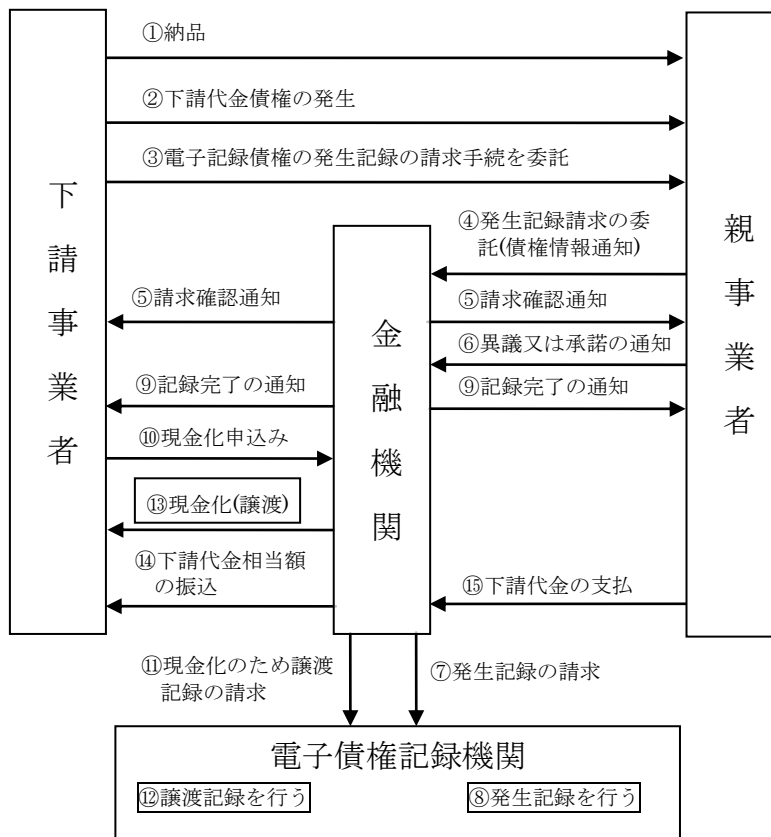 ①納品
②下請代金債権の発生
③電子記録債権の発生記録の請求手続を委託
下請事業者
金融機関
親事業者
④発生記録請求の委
託(債権情報通知)
⑤請求確認通知
⑤請求確認通知
⑥異議又は承諾の通知
⑨記録完了の通知
⑨記録完了の通知
⑩現金化申込み
⑬現金化(譲渡)
⑭下請代金相当額
の振込
⑮下請代金の支払
⑪現金化のため譲渡
記録の請求
⑦発生記録の請求
電子債権記録機関
⑫譲渡記録を行う
⑧発生記録を行う